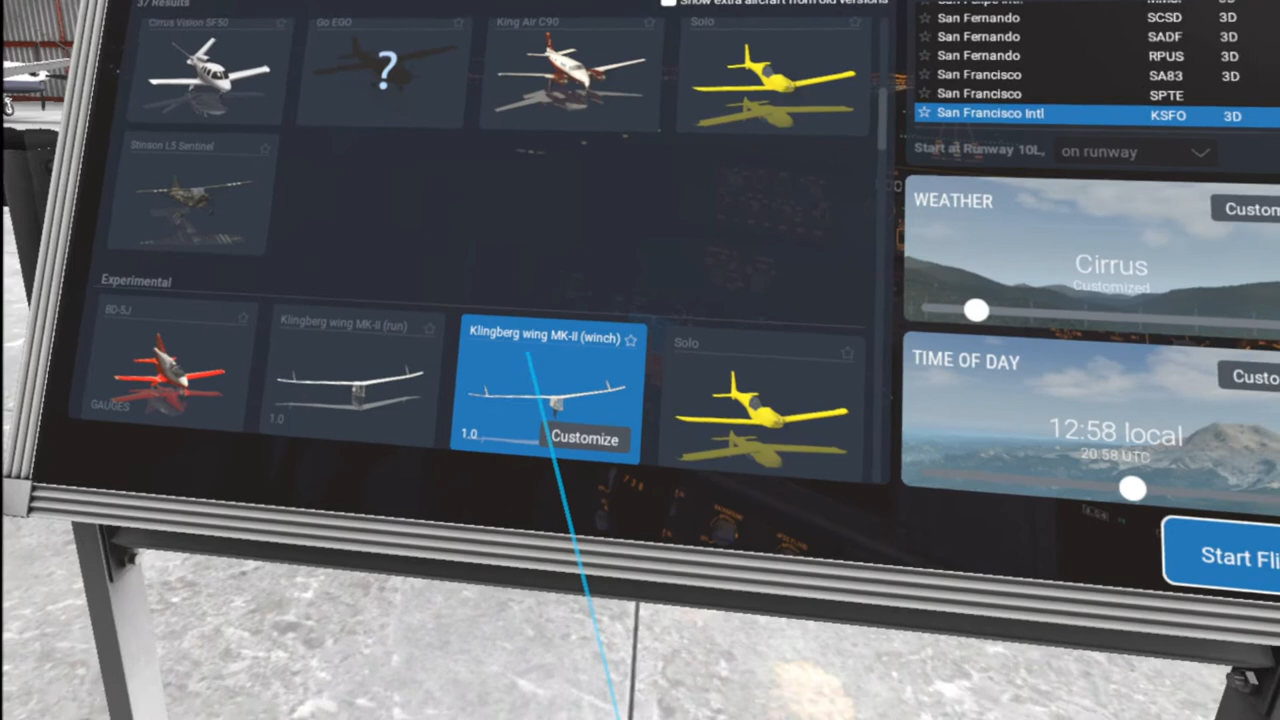 37 Results
Show extra aircraft from old versions
Cirrus Vision SF50
Go EGO
King Air C90
Solo
?
Stinson L5 Sentinel
Experimental
BD-5J
GAUGES
Klingberg wing MK-II (run)
1.0
Klingberg wing MK-II (winch)
1.0
Customize
Solo
San Fernando SCSD 3D
San Fernando SADF 3D
San Fernando RPUS 3D
San Francisco SA83 3D
San Francisco SPTE
San Francisco Intl KSFO 3D
Start at Runway 10L,
on runway
WEATHER
Custom
Cirrus
Customized
TIME OF DAY
Custo
12:58 local
20:58 UTC
Start Fli